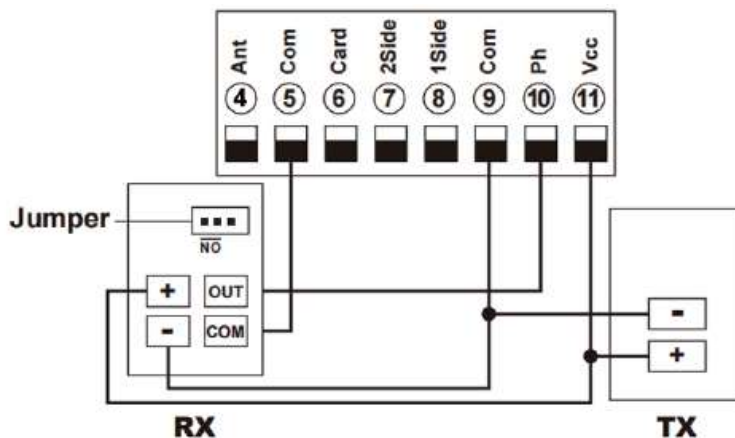 Ant Com Card 2Side 1Side Com Ph Vcc
4 5 6 7 8 9 10 11
Jumper
NO
+ OUT
- COM
-
+
RX TX